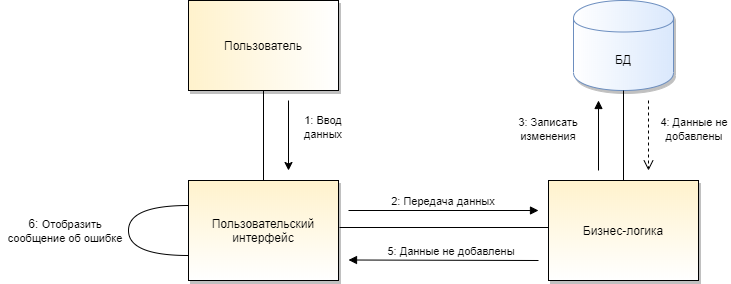 Пользователь
БД
1: Ввод
данных
3: Записать
изменения
4: Данные не
добавлены
6: Отобразить
сообщение об ошибке
Пользовательский
интерфейс
2: Передача данных
5: Данные не добавлены
Бизнес-логика